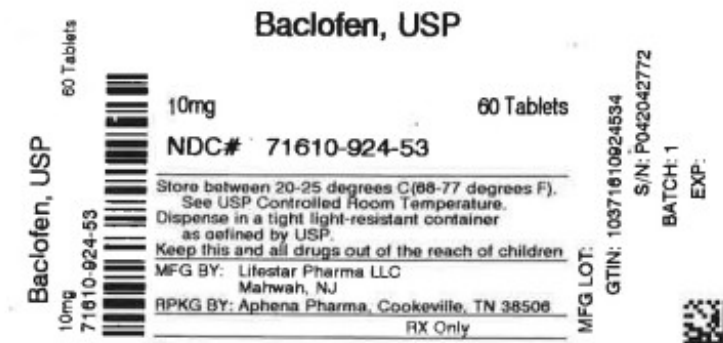 Baclofen, USP
10mg 60 Tablets
NDC# 71610-924-53
Store between 20-25 degrees C(68-77 degrees F).
See USP Controlled Room Temperature.
Dispense in a tight light-resistant container
as defined by USP.
Keep this and all drugs out of the reach of children
MFG BY: Lifestar Pharma LLC
Mahwah, NJ
RPKG BY: Aphena Pharma, Cookeville, TN 38506
RX Only
Baclofen, USP
10mg 60 Tablets
71610-924-53
MFG LOT:
GTIN: 10371610924534
S/N: P042042772
BATCH: 1
EXP: